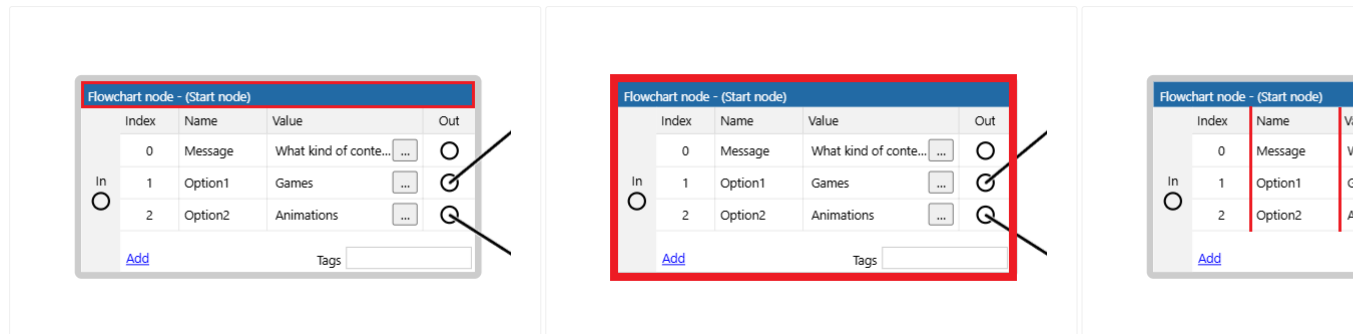 Flowchart node - (Start node)
Index Name Value Out
0 Message What kind of conte... ...
In
1 Option1 Games ...
2 Option2 Animations ...
Add Tags
Flowchart node - (Start node)
Index Name Value Out
0 Message What kind of conte... ...
In
1 Option1 Games ...
2 Option2 Animations ...
Add Tags
Flowchart node - (Start node)
Index Name
0 Message
In
1 Option1
2 Option2
Add